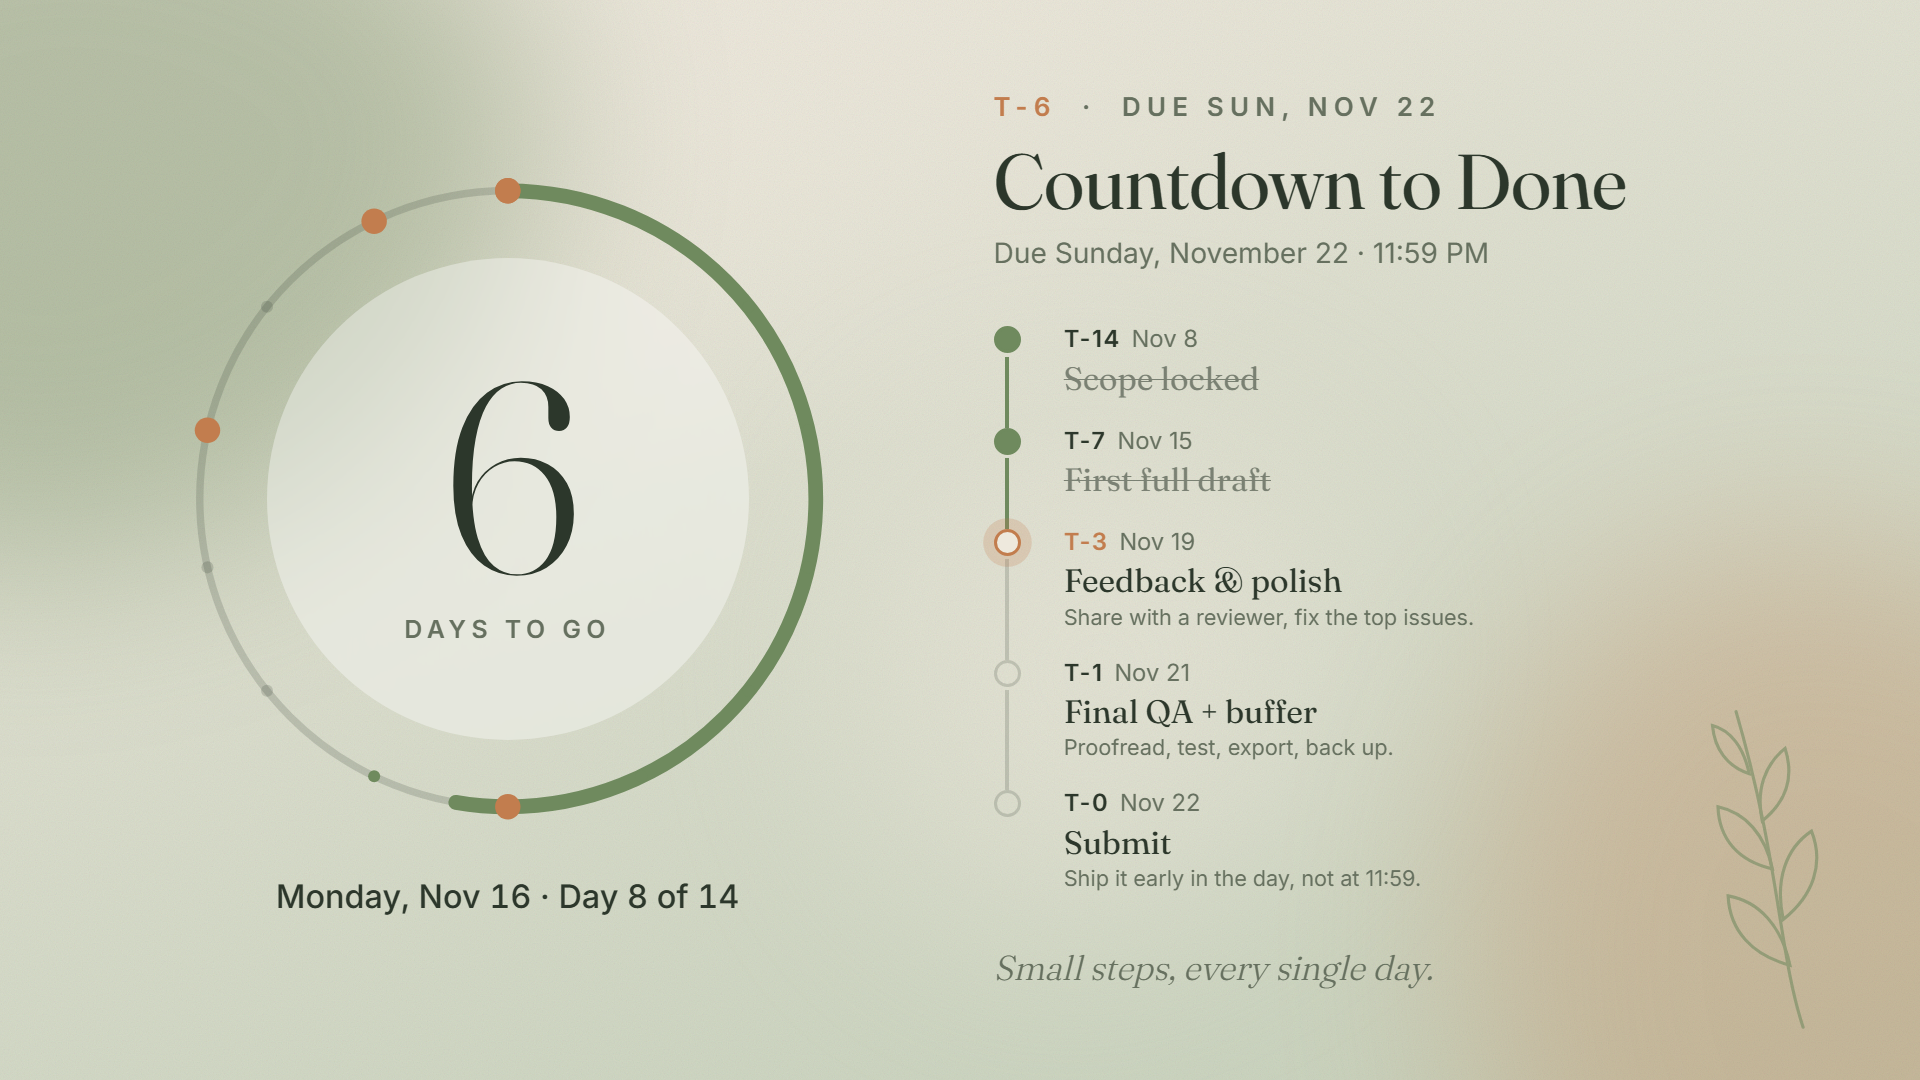 6
DAYS TO GO
Monday, Nov 16 · Day 8 of 14
T-6 · DUE SUN, NOV 22
Countdown to Done
Due Sunday, November 22 · 11:59 PM
T-14 Nov 8
Scope locked
T-7 Nov 15
First full draft
T-3 Nov 19
Feedback & polish
Share with a reviewer, fix the top issues.
T-1 Nov 21
Final QA + buffer
Proofread, test, export, back up.
T-0 Nov 22
Submit
Ship it early in the day, not at 11:59.
Small steps, every single day.